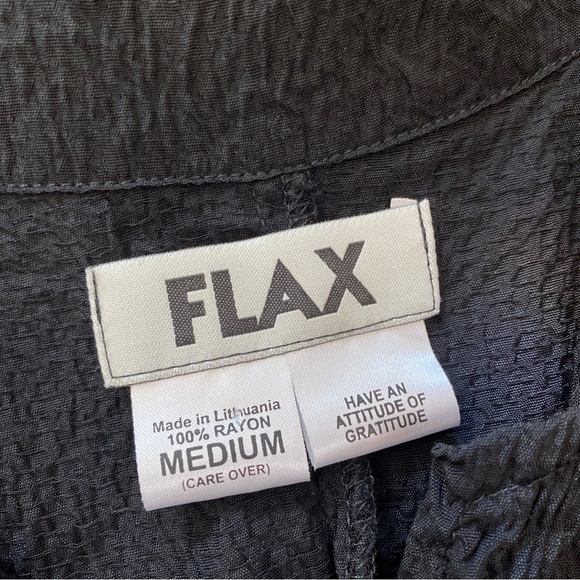 FLAX
Made in Lithuania
100% RAYON
MEDIUM
(CARE OVER)
HAVE AN
ATTITUDE OF
GRATITUDE